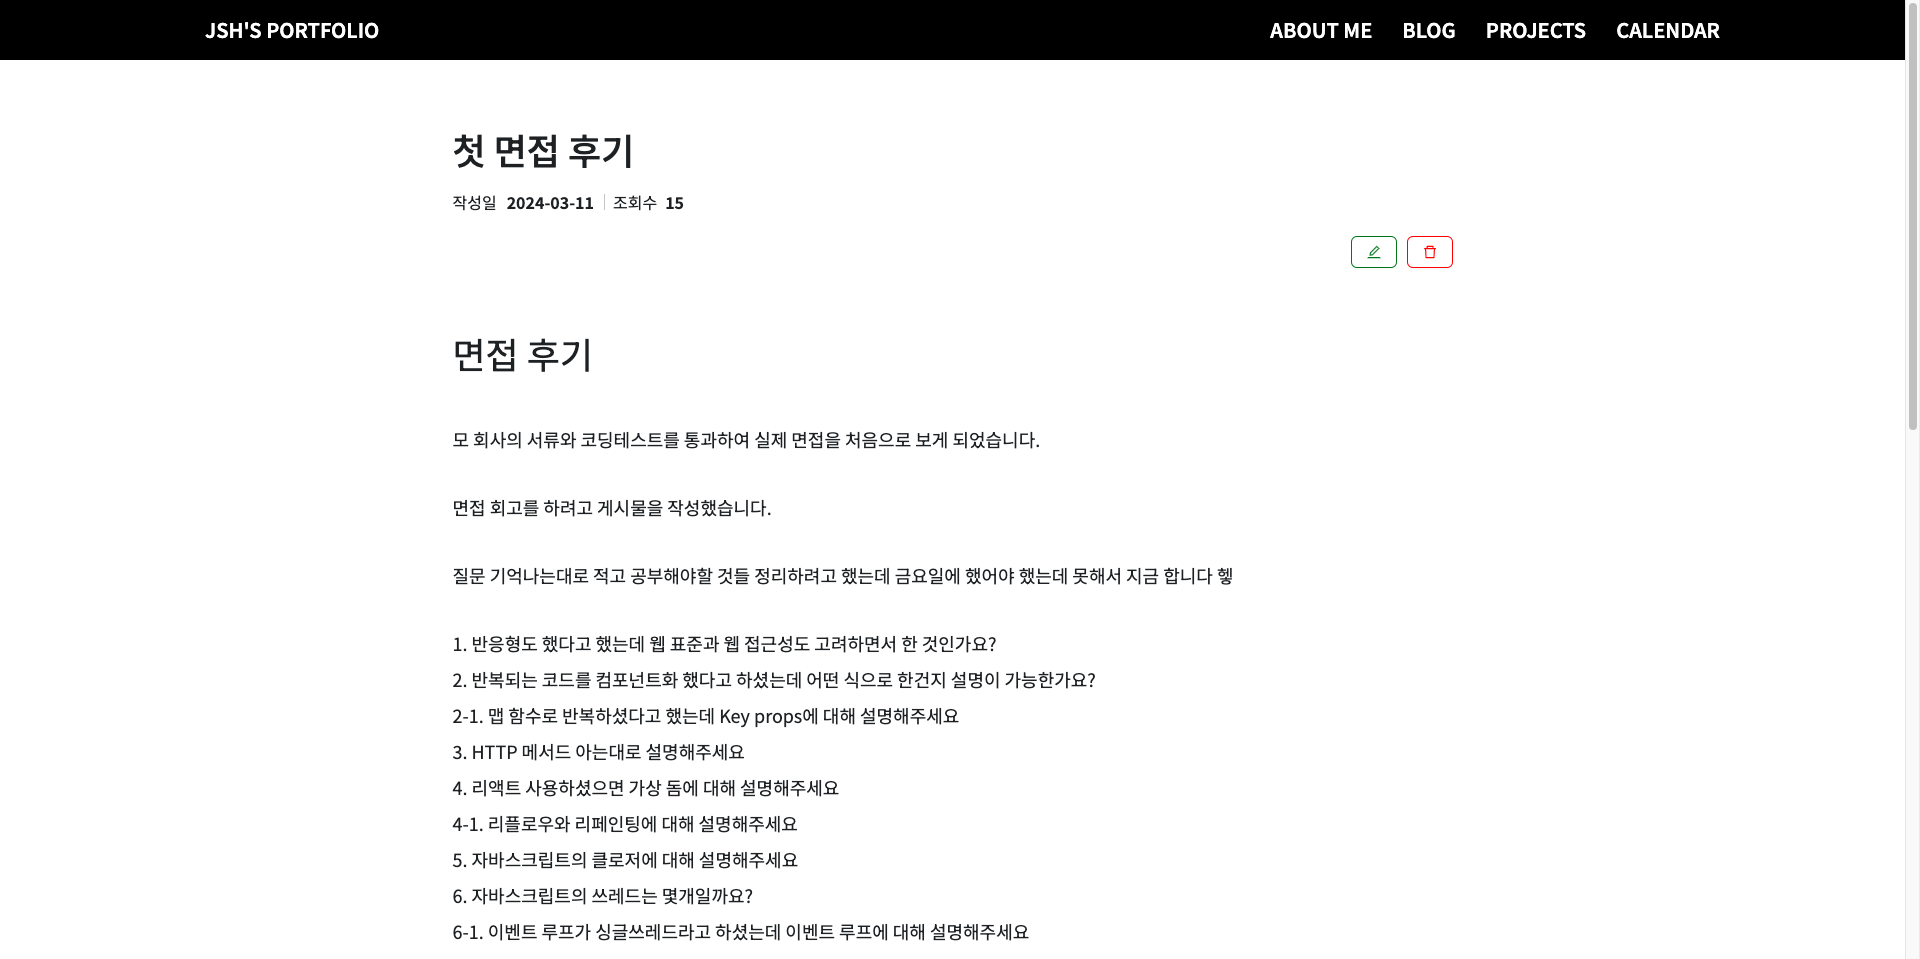 JSH'S PORTFOLIO ABOUT ME BLOG PROJECTS CALENDAR
첫 면접 후기
작성일 2024-03-11 조회수 15
면접 후기
모 회사의 서류와 코딩테스트를 통과하여 실제 면접을 처음으로 보게 되었습니다.
면접 회고를 하려고 게시물을 작성했습니다.
질문 기억나는대로 적고 공부해야할 것들 정리하려고 했는데 금요일에 했어야 했는데 못해서 지금 합니다 헿
1. 반응형도 했다고 했는데 웹 표준과 웹 접근성도 고려하면서 한 것인가요?
2. 반복되는 코드를 컴포넌트화 했다고 하셨는데 어떤 식으로 한건지 설명이 가능한가요?
2-1. 맵 함수로 반복하셨다고 했는데 Key props에 대해 설명해주세요
3. HTTP 메서드 아는대로 설명해주세요
4. 리액트 사용하셨으면 가상 돔에 대해 설명해주세요
4-1. 리플로우와 리페인팅에 대해 설명해주세요
5. 자바스크립트의 클로저에 대해 설명해주세요
6. 자바스크립트의 쓰레드는 몇개일까요?
6-1. 이벤트 루프가 싱글쓰레드라고 하셨는데 이벤트 루프에 대해 설명해주세요